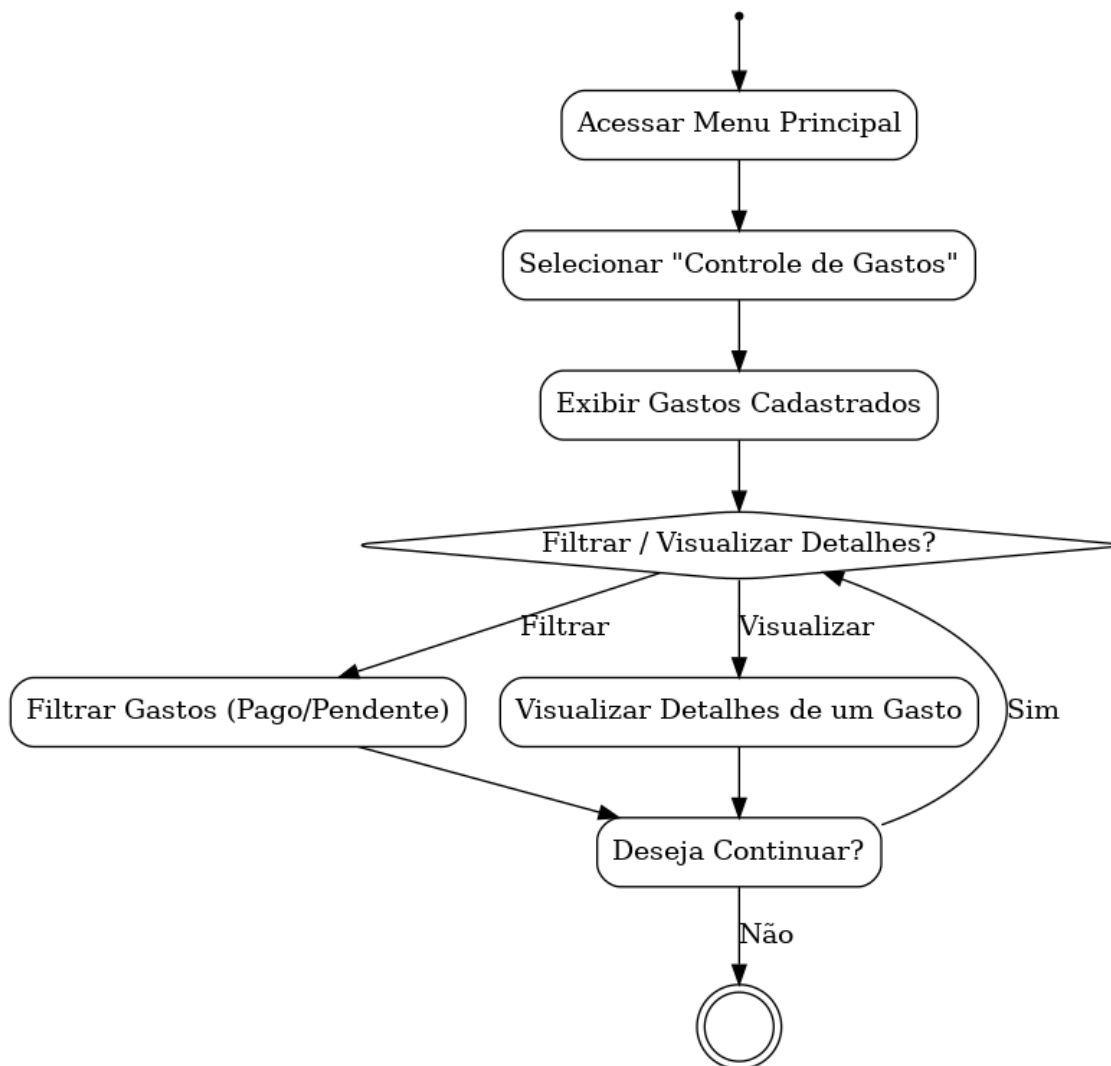 Acessar Menu Principal
Selecionar "Controle de Gastos"
Exibir Gastos Cadastrados
Filtrar / Visualizar Detalhes?
Filtrar
Visualizar
Filtrar Gastos (Pago/Pendente)
Visualizar Detalhes de um Gasto
Sim
Deseja Continuar?
Não